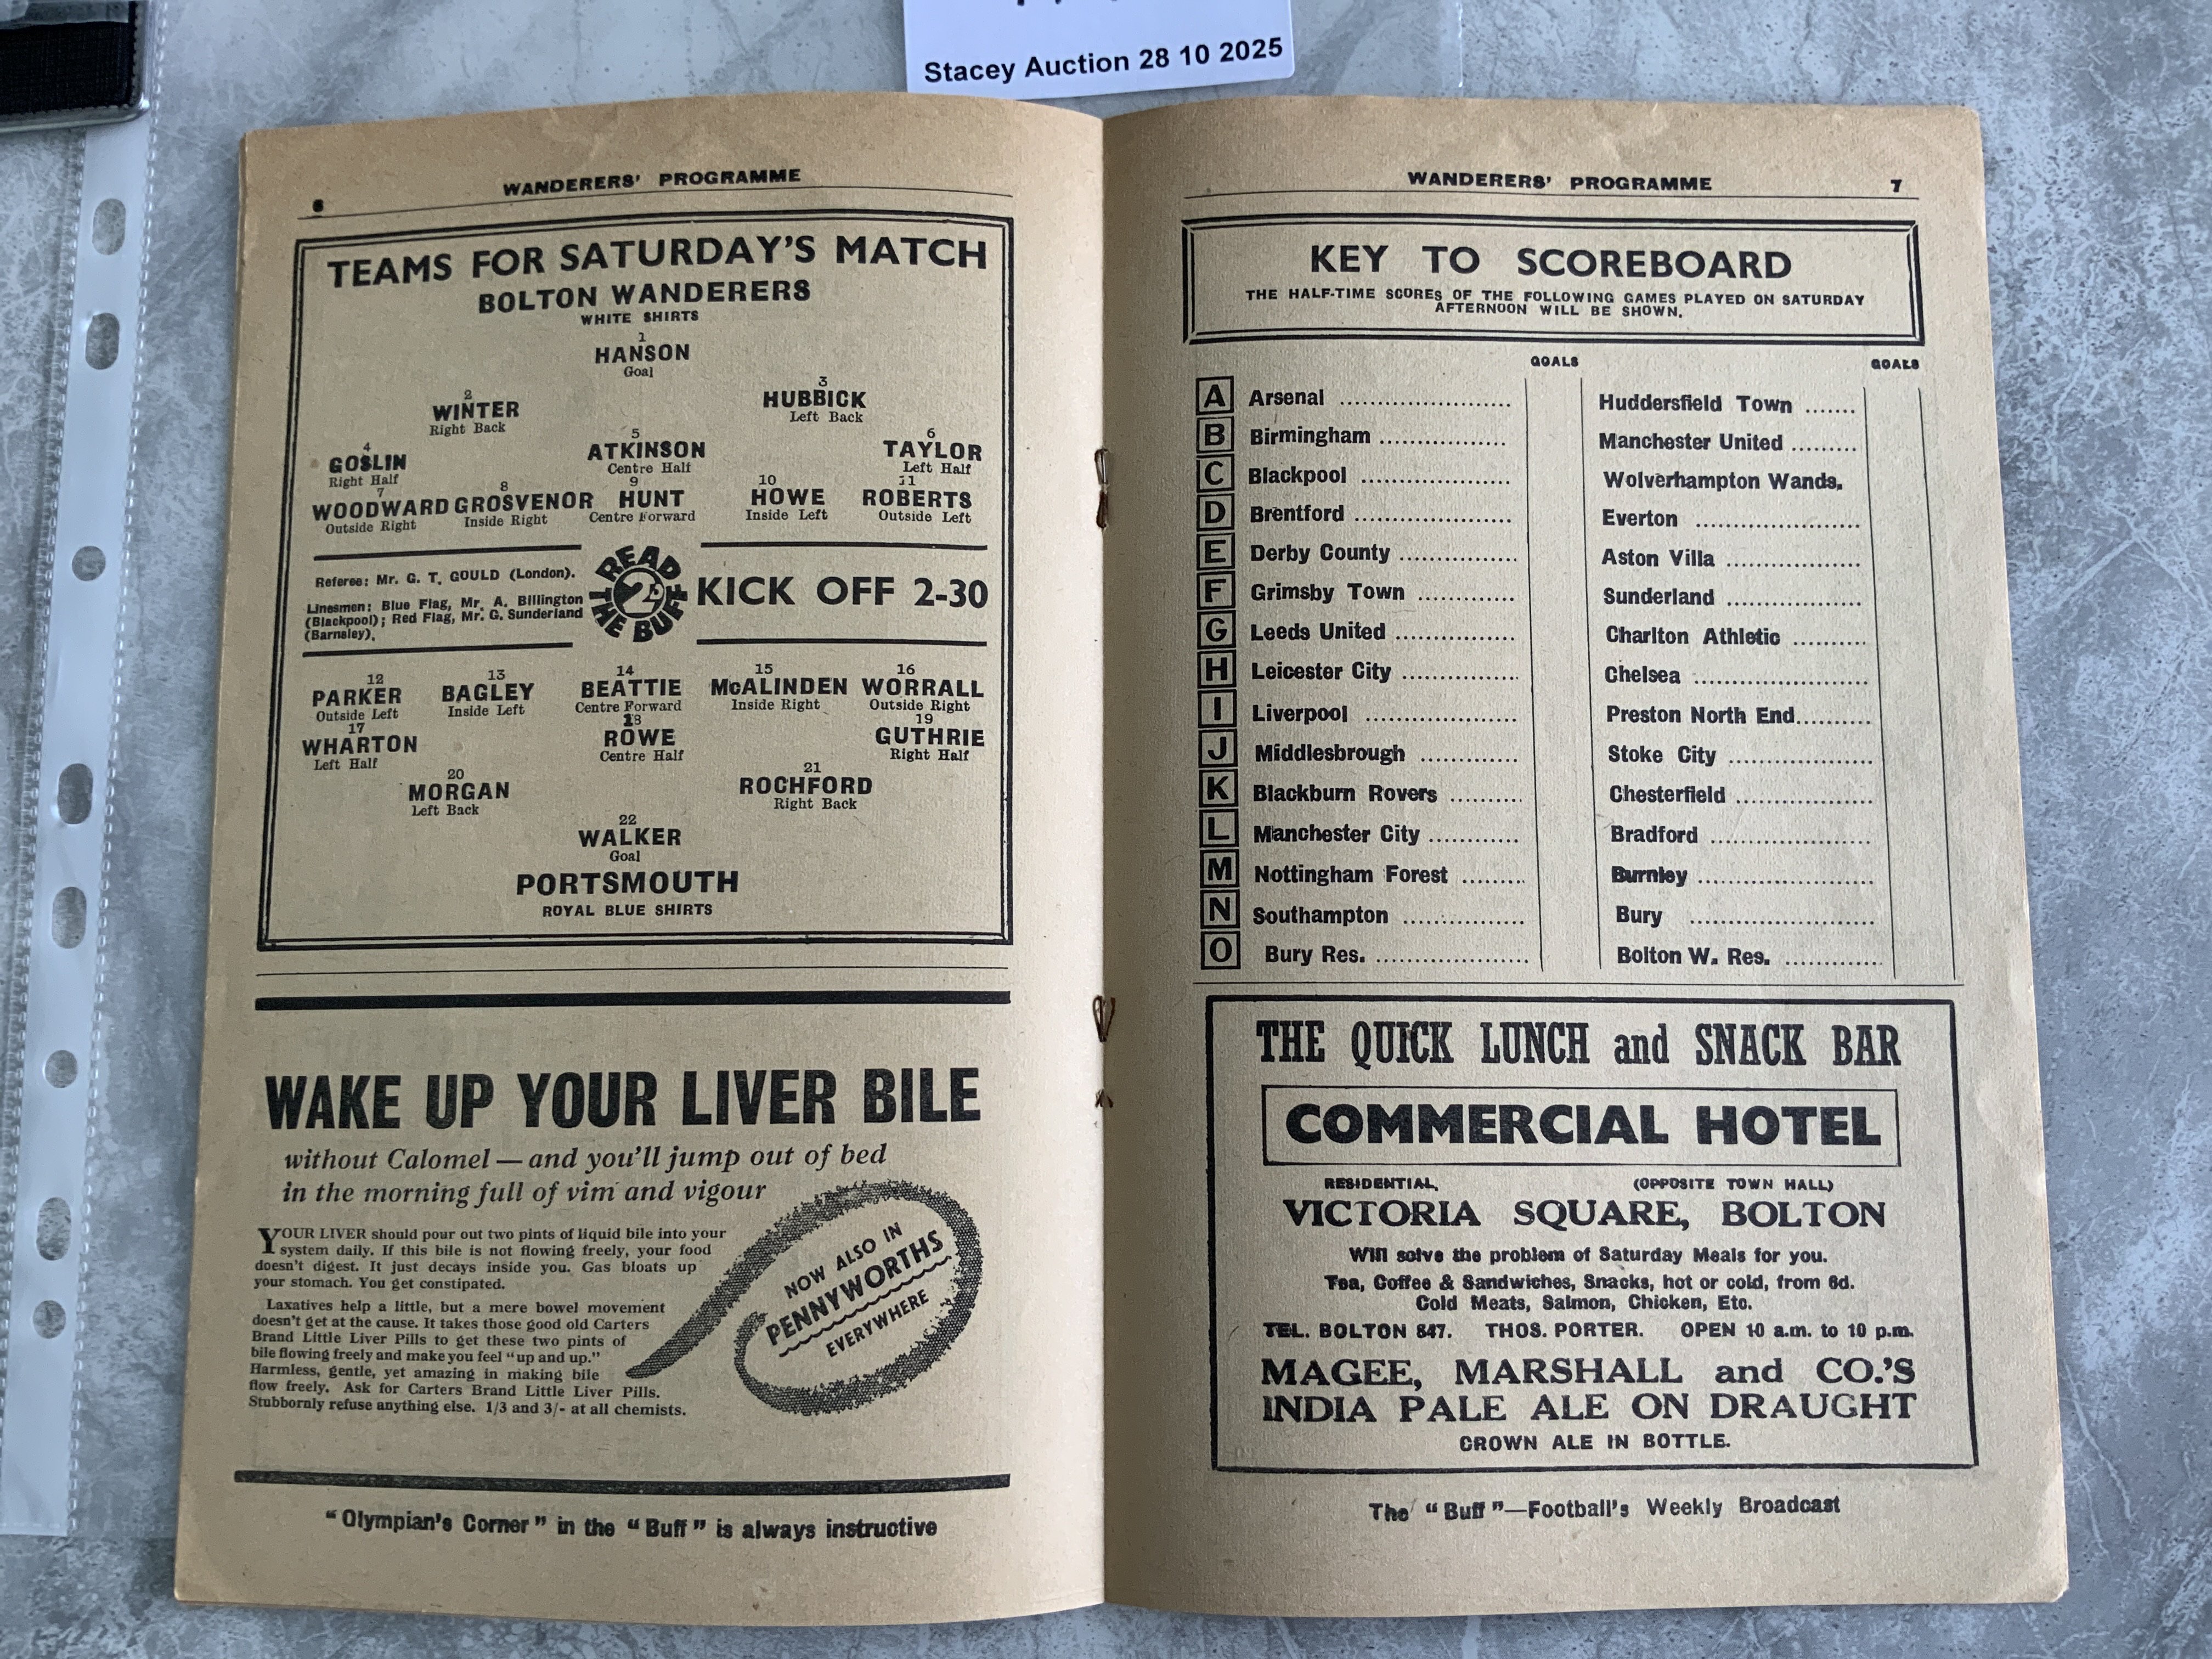 Stacey Auction 28 10 2025
6
WANDERERS' PROGRAMME
TEAMS FOR SATURDAY'S MATCH
BOLTON WANDERERS
WHITE SHIRTS
1
HANSON
Goal
2 3
WINTER HUBBICK
Right Back Left Back
4 5 6
GOSLIN ATKINSON TAYLOR
Right Half Centre Half Left Half
7 8 9 10 11
WOODWARD GROSVENOR HUNT HOWE ROBERTS
Outside Right Inside Right Centre Forward Inside Left Outside Left
Referee: Mr. G. T. GOULD (London).
Linesmen: Blue Flag, Mr. A. Billington
(Blackpool); Red Flag, Mr. G. Sunderland
(Barnsley).
READ THE BUFF
KICK OFF 2-30
12 13 14 15 16
PARKER BAGLEY BEATTIE McALINDEN WORRALL
Outside Left Inside Left Centre Forward Inside Right Outside Right
17 18 19
WHARTON ROWE GUTHRIE
Left Half Centre Half Right Half
20 21
MORGAN ROCHFORD
Left Back Right Back
22
WALKER
Goal
PORTSMOUTH
ROYAL BLUE SHIRTS
WAKE UP YOUR LIVER BILE
without Calomel — and you'll jump out of bed
in the morning full of vim and vigour
YOUR LIVER should pour out two pints of liquid bile into your
system daily. If this bile is not flowing freely, your food
doesn't digest. It just decays inside you. Gas bloats up
your stomach. You get constipated.
Laxatives help a little, but a mere bowel movement
doesn't get at the cause. It takes those good old Carters
Brand Little Liver Pills to get these two pints of
bile flowing freely and make you feel "up and up."
Harmless, gentle, yet amazing in making bile
flow freely. Ask for Carters Brand Little Liver Pills.
Stubbornly refuse anything else. 1/3 and 3/- at all chemists.
NOW ALSO IN
PENNYWORTHS
EVERYWHERE
"Olympian's Corner" in the "Buff" is always instructive
WANDERERS' PROGRAMME
7
KEY TO SCOREBOARD
THE HALF-TIME SCORES OF THE FOLLOWING GAMES PLAYED ON SATURDAY
AFTERNOON WILL BE SHOWN.
GOALS GOALS
A Arsenal .......... Huddersfield Town .......
B Birmingham .......... Manchester United .........
C Blackpool .......... Wolverhampton Wands.
D Brentford .......... Everton ..........
E Derby County .......... Aston Villa ..........
F Grimsby Town .......... Sunderland ..........
G Leeds United .......... Charlton Athletic ..........
H Leicester City .......... Chelsea ..........
I Liverpool .......... Preston North End..........
J Middlesbrough .......... Stoke City ..........
K Blackburn Rovers .......... Chesterfield ..........
L Manchester City .......... Bradford ..........
M Nottingham Forest ......... Burnley ..........
N Southampton .......... Bury ..........
O Bury Res. .......... Bolton W. Res. ..........
THE QUICK LUNCH and SNACK BAR
COMMERCIAL HOTEL
RESIDENTIAL, (OPPOSITE TOWN HALL)
VICTORIA SQUARE, BOLTON
Will solve the problem of Saturday Meals for you.
Tea, Coffee & Sandwiches, Snacks, hot or cold, from 6d.
Cold Meats, Salmon, Chicken, Etc.
TEL. BOLTON 847. THOS. PORTER. OPEN 10 a.m. to 10 p.m.
MAGEE, MARSHALL and CO.'S
INDIA PALE ALE ON DRAUGHT
CROWN ALE IN BOTTLE.
The "Buff"—Football's Weekly Broadcast